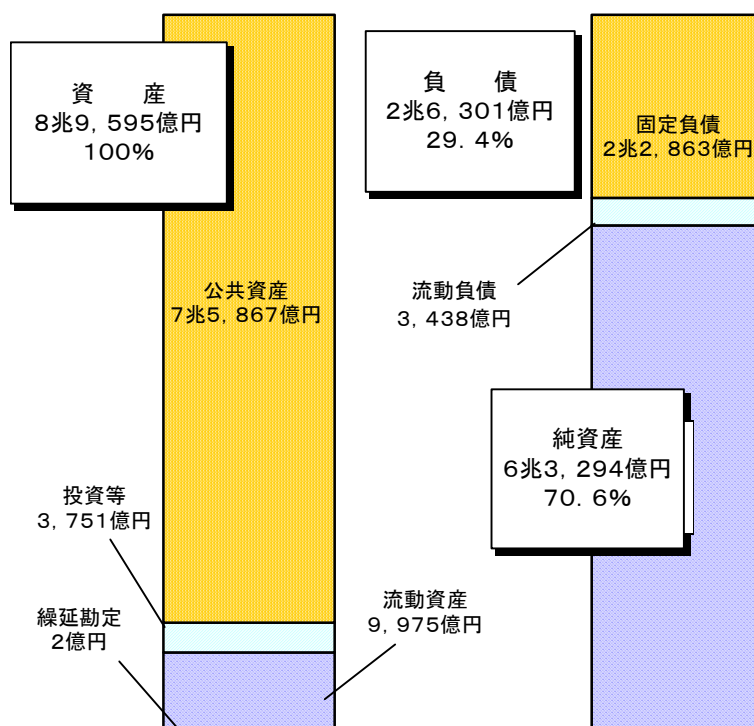 資　産
8兆9,595億円
100%
公共資産
7兆5,867億円
投資等
3,751億円
繰延勘定
2億円
流動資産
9,975億円
負　債
2兆6,301億円
29.4%
固定負債
2兆2,863億円
流動負債
3,438億円
純資産
6兆3,294億円
70.6%